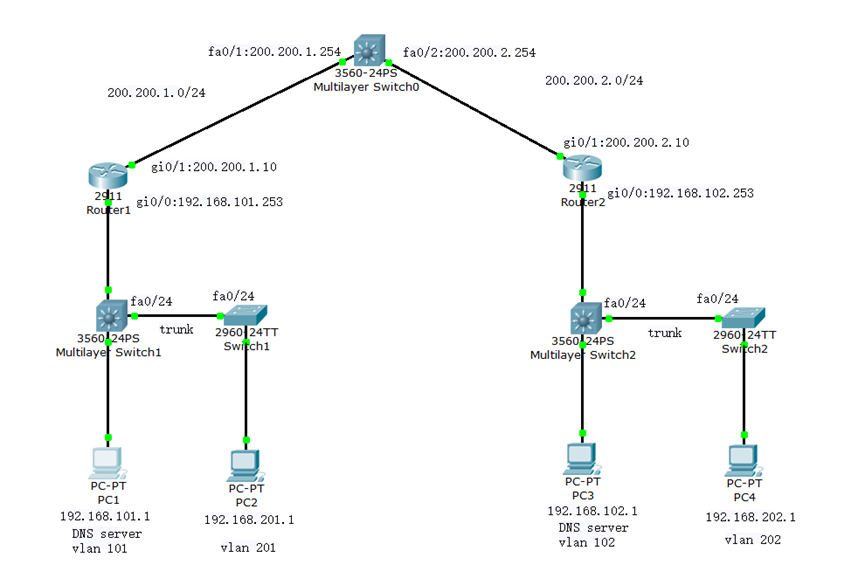 fa0/1:200.200.1.254
fa0/2:200.200.2.254
3560-24PS
Multilayer Switch0
200.200.1.0/24
200.200.2.0/24
gi0/1:200.200.1.10
gi0/1:200.200.2.10
2911
Router1
gi0/0:192.168.101.253
2911
Router2
gi0/0:192.168.102.253
fa0/24
fa0/24
3560-24PS
Multilayer Switch1
trunk
2960-24TT
Switch1
fa0/24
fa0/24
3560-24PS
Multilayer Switch2
trunk
2960-24TT
Switch2
PC-PT
PC1
192.168.101.1
DNS server
vlan 101
PC-PT
PC2
192.168.201.1
vlan 201
PC-PT
PC3
192.168.102.1
DNS server
vlan 102
PC-PT
PC4
192.168.202.1
vlan 202